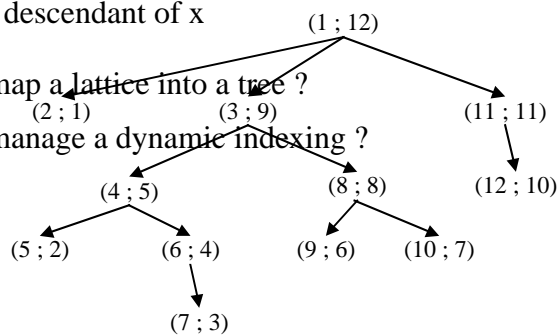 descendant of x
(1 ; 12)
map a lattice into a tree ?
(2 ; 1) (3 ; 9) (11 ; 11)
manage a dynamic indexing ?
(4 ; 5) (8 ; 8) (12 ; 10)
(5 ; 2) (6 ; 4) (9 ; 6) (10 ; 7)
(7 ; 3)